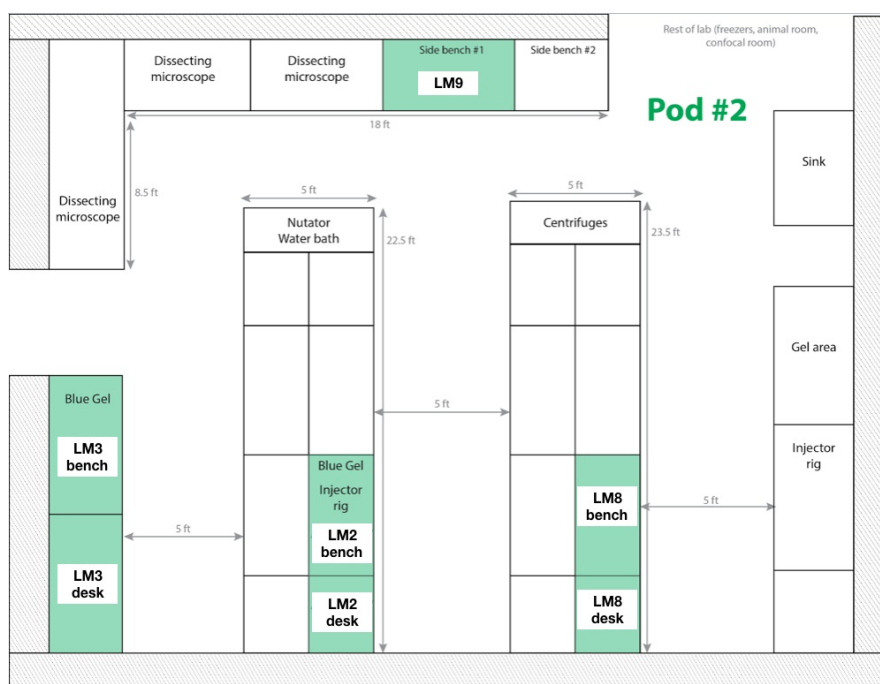 Rest of lab (freezers, animal room,
confocal room)
Pod #2
Dissecting
microscope
Dissecting
microscope
Side bench #1
LM9
Side bench #2
18 ft
8.5 ft
Dissecting
microscope
Sink
5 ft
5 ft
Nutator
Water bath
22.5 ft
Centrifuges
23.5 ft
Gel area
Blue Gel
LM3
bench
5 ft
Injector
rig
Blue Gel
Injector
rig
LM2
bench
LM8
bench
5 ft
5 ft
LM3
desk
LM2
desk
LM8
desk